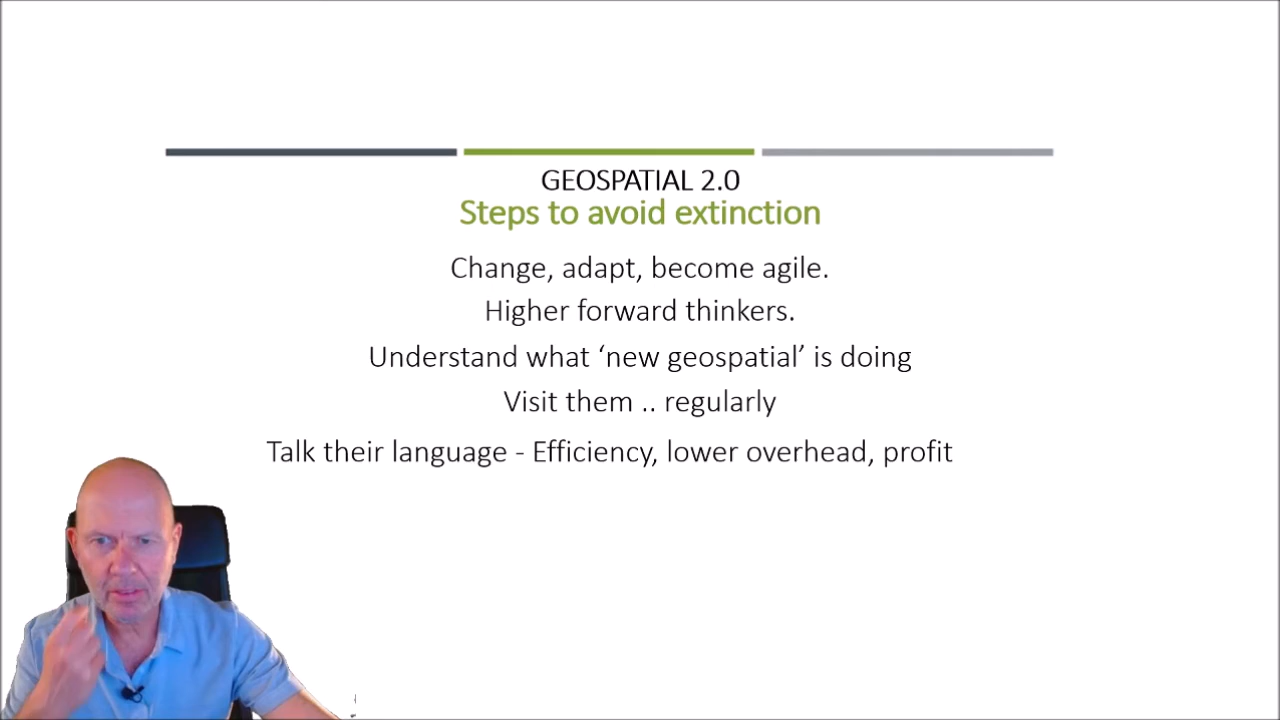 GEOSPATIAL 2.0
Steps to avoid extinction
Change, adapt, become agile.
Higher forward thinkers.
Understand what ‘new geospatial’ is doing
Visit them .. regularly
Talk their language - Efficiency, lower overhead, profit